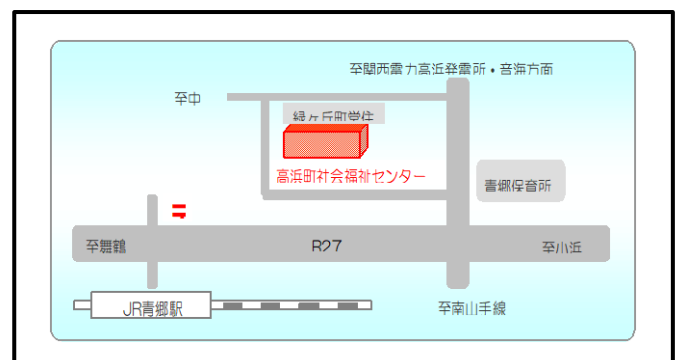 至関西電力高浜発電所・音海方面
至中
緑ヶ丘町営住
高浜町社会福祉センター
青郷保育所
〒
至舞鶴
R27
至小浜
JR青郷駅
至南山手線